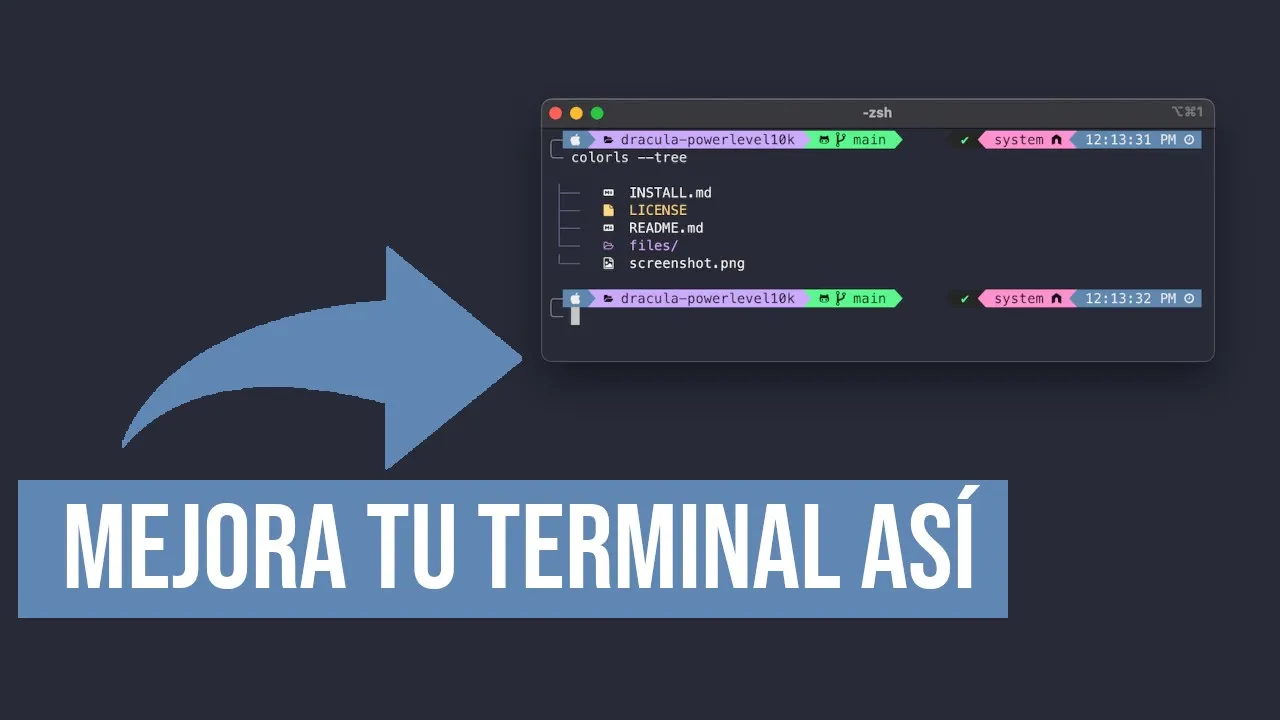 -zsh ⌥⌘1
dracula-powerlevel10k main ✔ system 12:13:31 PM
colorls --tree
INSTALL.md
LICENSE
README.md
files/
screenshot.png
dracula-powerlevel10k main ✔ system 12:13:32 PM
MEJORA TU TERMINAL ASÍ